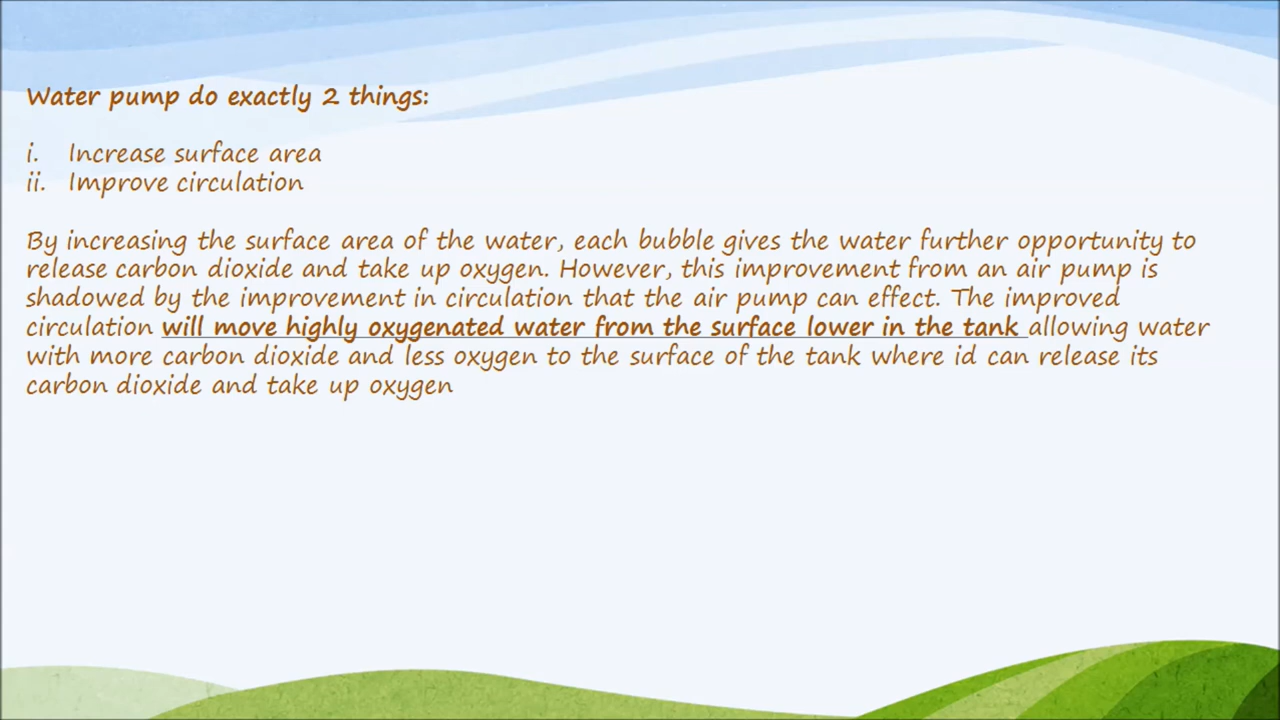 Water pump do exactly 2 things:
i. Increase surface area
ii. Improve circulation
By increasing the surface area of the water, each bubble gives the water further opportunity to
release carbon dioxide and take up oxygen. However, this improvement from an air pump is
shadowed by the improvement in circulation that the air pump can effect. The improved
circulation will move highly oxygenated water from the surface lower in the tank allowing water
with more carbon dioxide and less oxygen to the surface of the tank where id can release its
carbon dioxide and take up oxygen